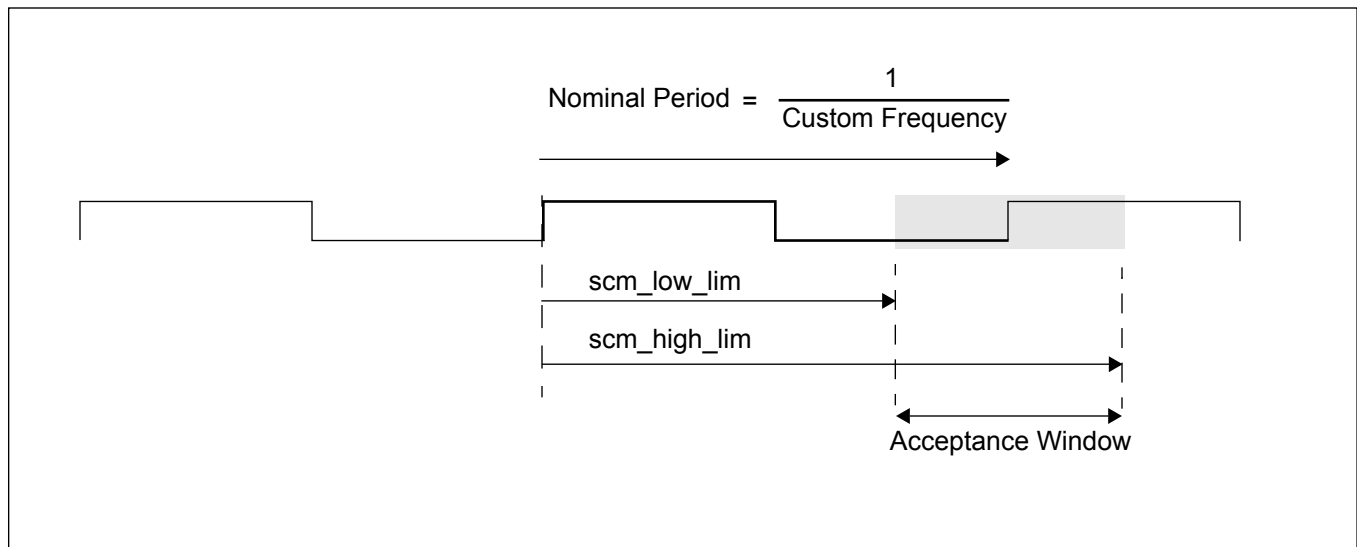 1
Nominal Period =
Custom Frequency
scm_low_lim
scm_high_lim
Acceptance Window